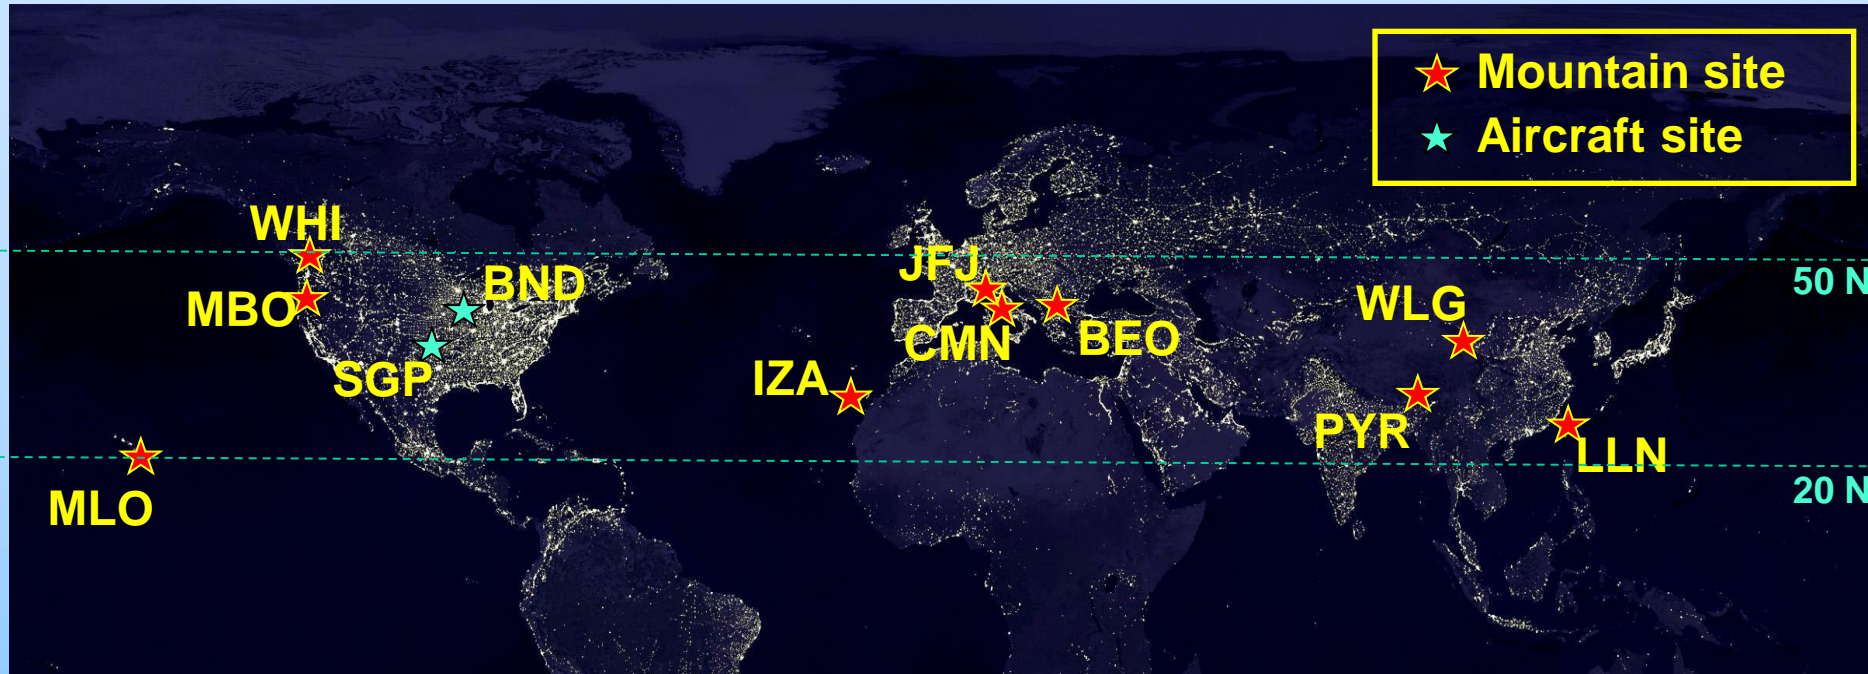 Mountain site
Aircraft site
WHI
BND
JFJ
50 N
MBO
WLG
CMN
BEO
SGP
IZA
PYR
LLN
20 N
MLO